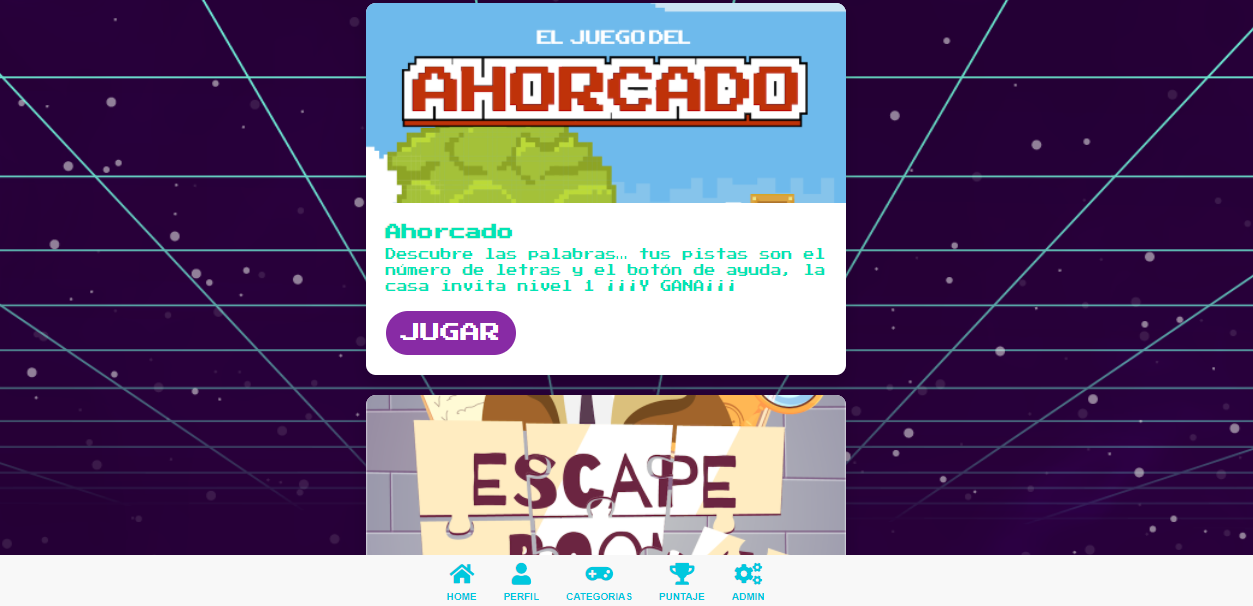 EL JUEGO DEL
AHORCADO
Ahorcado
Descubre las palabras... tus pistas son el
número de letras y el botón de ayuda, la
casa invita nivel 1 ¡¡¡Y GANA¡¡¡
JUGAR
ESCAPE
ROOM
HOME PERFIL CATEGORIAS PUNTAJE ADMIN